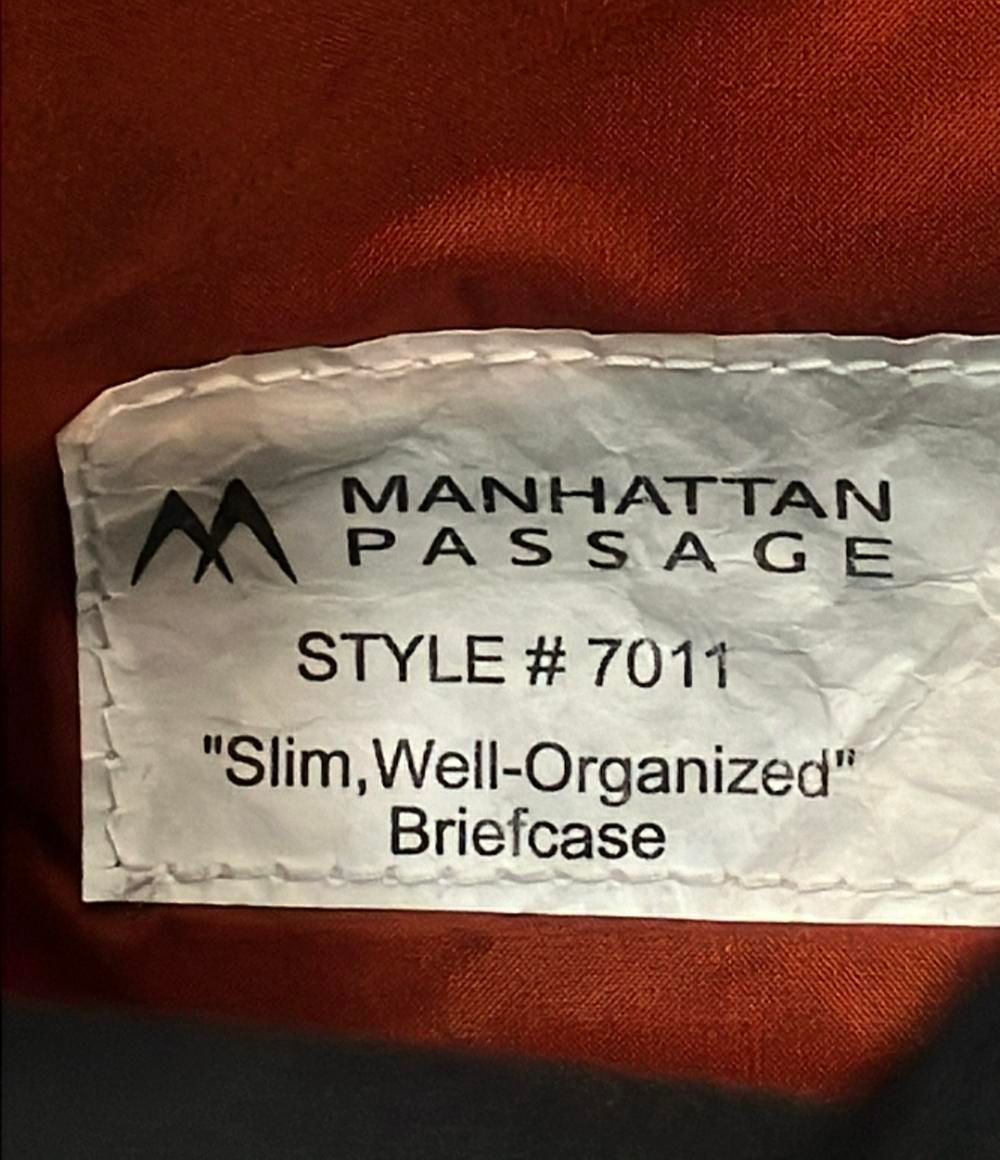 MANHATTAN
PASSAGE
STYLE # 7011
"Slim,Well-Organized"
Briefcase